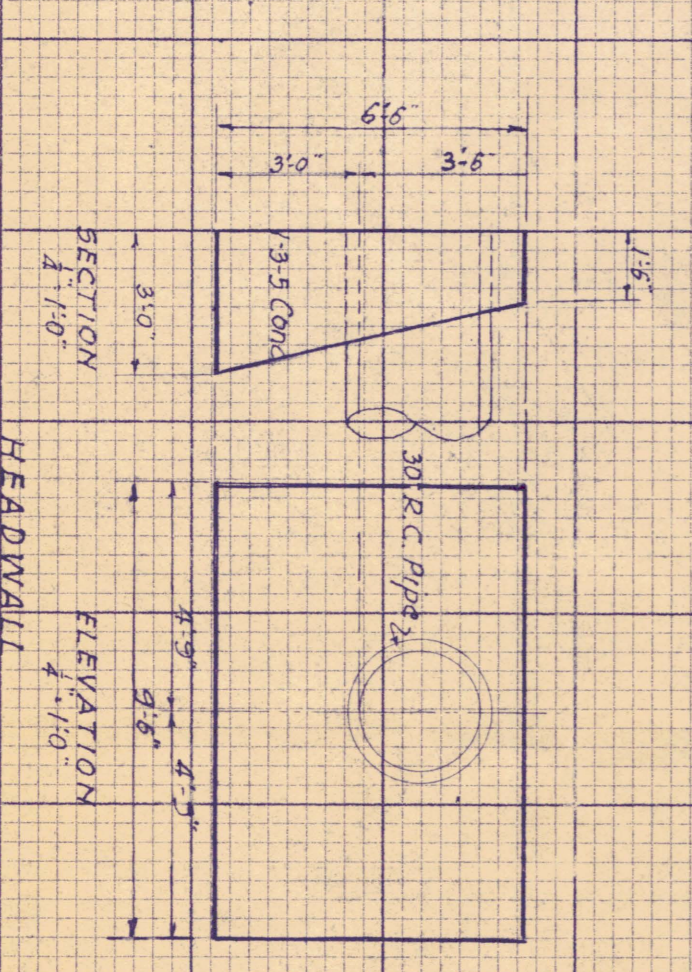 6'-6"
3'-0"
3'-6"
1'-6"
1-3-5 Conc
3'-0"
SECTION
1/4" = 1'-0"
30" R.C. Pipe
4'-9"
4'-9"
9'-6"
ELEVATION
1/4" = 1'-0"
HEADWALL